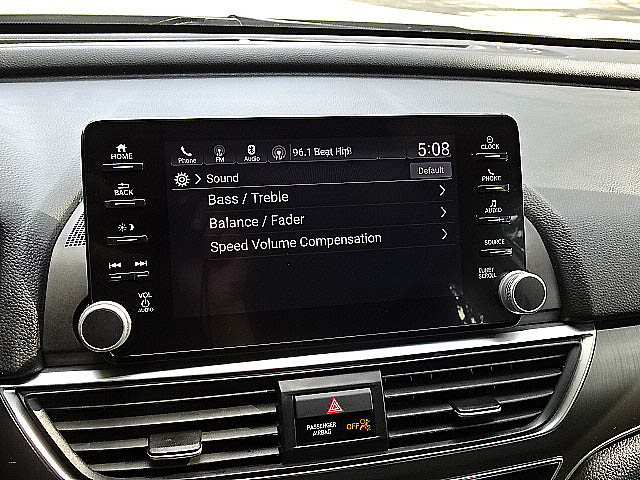 HOME
BACK
VOL
AUDIO
Phone
FM
Audio
96.1 Beat
5:08
Sound
Default
Bass / Treble
Balance / Fader
Speed Volume Compensation
CLOCK
PHONE
AUDIO
SOURCE
SCROLL
PASSENGER
AIRBAG
OFF